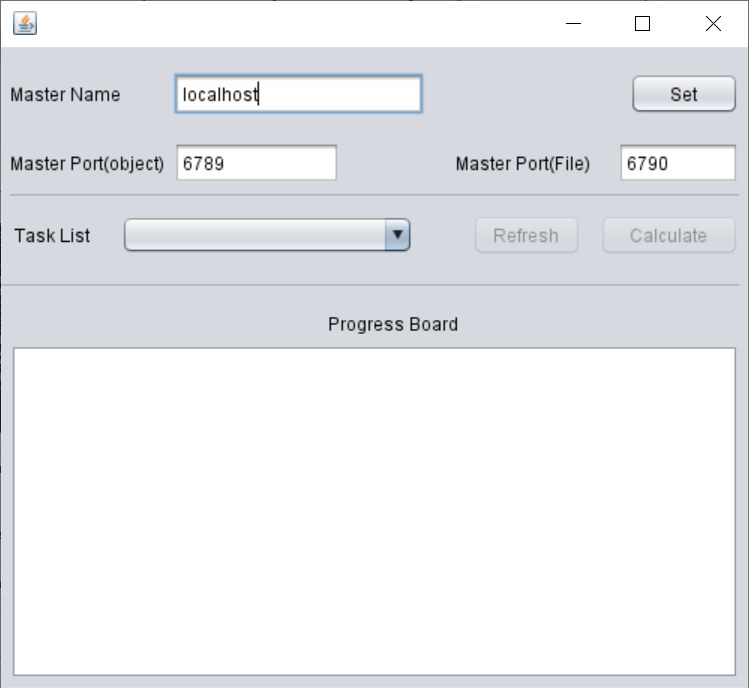 Master Name localhost Set
Master Port(object) 6789 Master Port(File) 6790
Task List Refresh Calculate
Progress Board